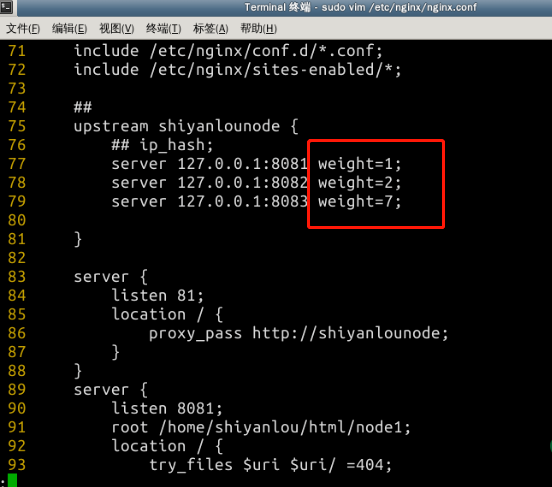 Terminal 终端 - sudo vim /etc/nginx/nginx.conf
文件(F) 编辑(E) 视图(V) 终端(T) 标签(A) 帮助(H)
71 include /etc/nginx/conf.d/*.conf;
72 include /etc/nginx/sites-enabled/*;
73
74 ##
75 upstream shiyanlounode {
76 ## ip_hash;
77 server 127.0.0.1:8081 weight=1;
78 server 127.0.0.1:8082 weight=2;
79 server 127.0.0.1:8083 weight=7;
80
81 }
82
83 server {
84 listen 81;
85 location / {
86 proxy_pass http://shiyanlounode;
87 }
88 }
89 server {
90 listen 8081;
91 root /home/shiyanlou/html/node1;
92 location / {
93 try_files $uri $uri/ =404;
: